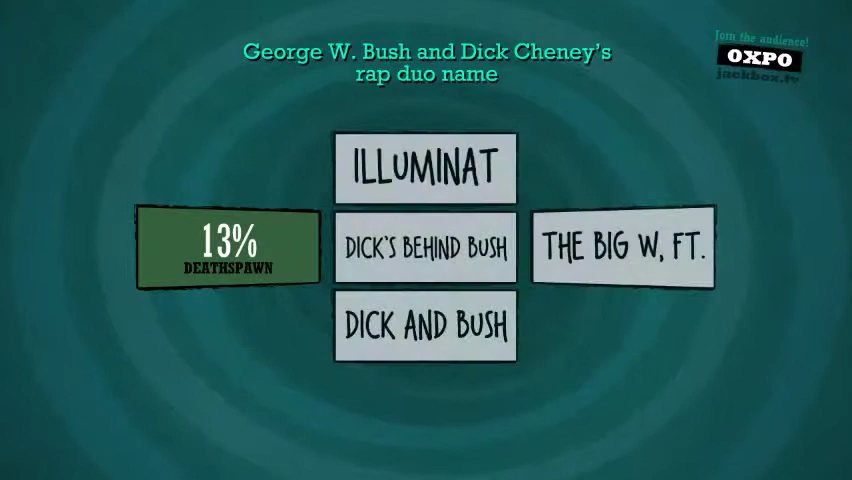 George W. Bush and Dick Cheney's
rap duo name
Join the audience!
OXPO
jackbox.tv
ILLUMINAT
13%
DEATHSPAWN
DICK'S BEHIND BUSH
THE BIG W, FT.
DICK AND BUSH